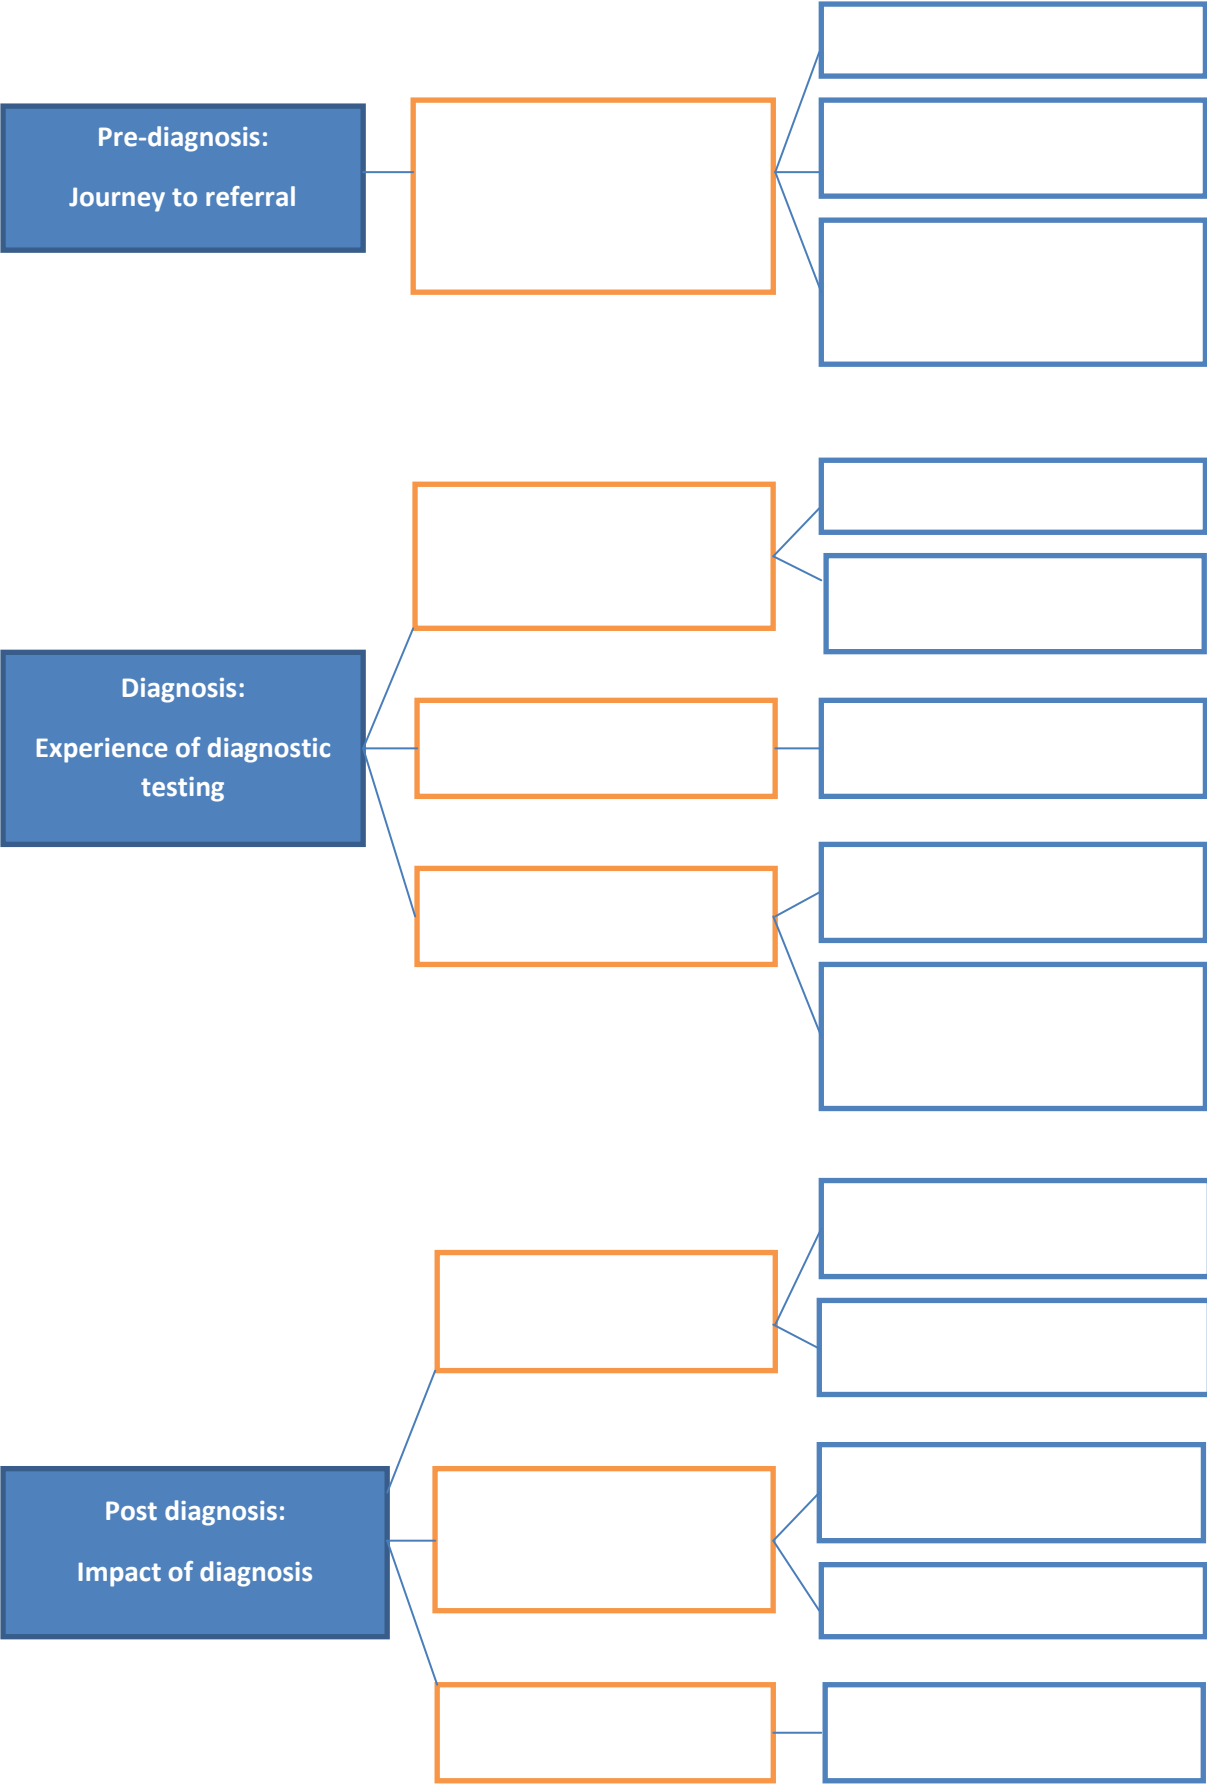 Pre-diagnosis:
Journey to referral
Diagnosis:
Experience of diagnostic
testing
Post diagnosis:
Impact of diagnosis